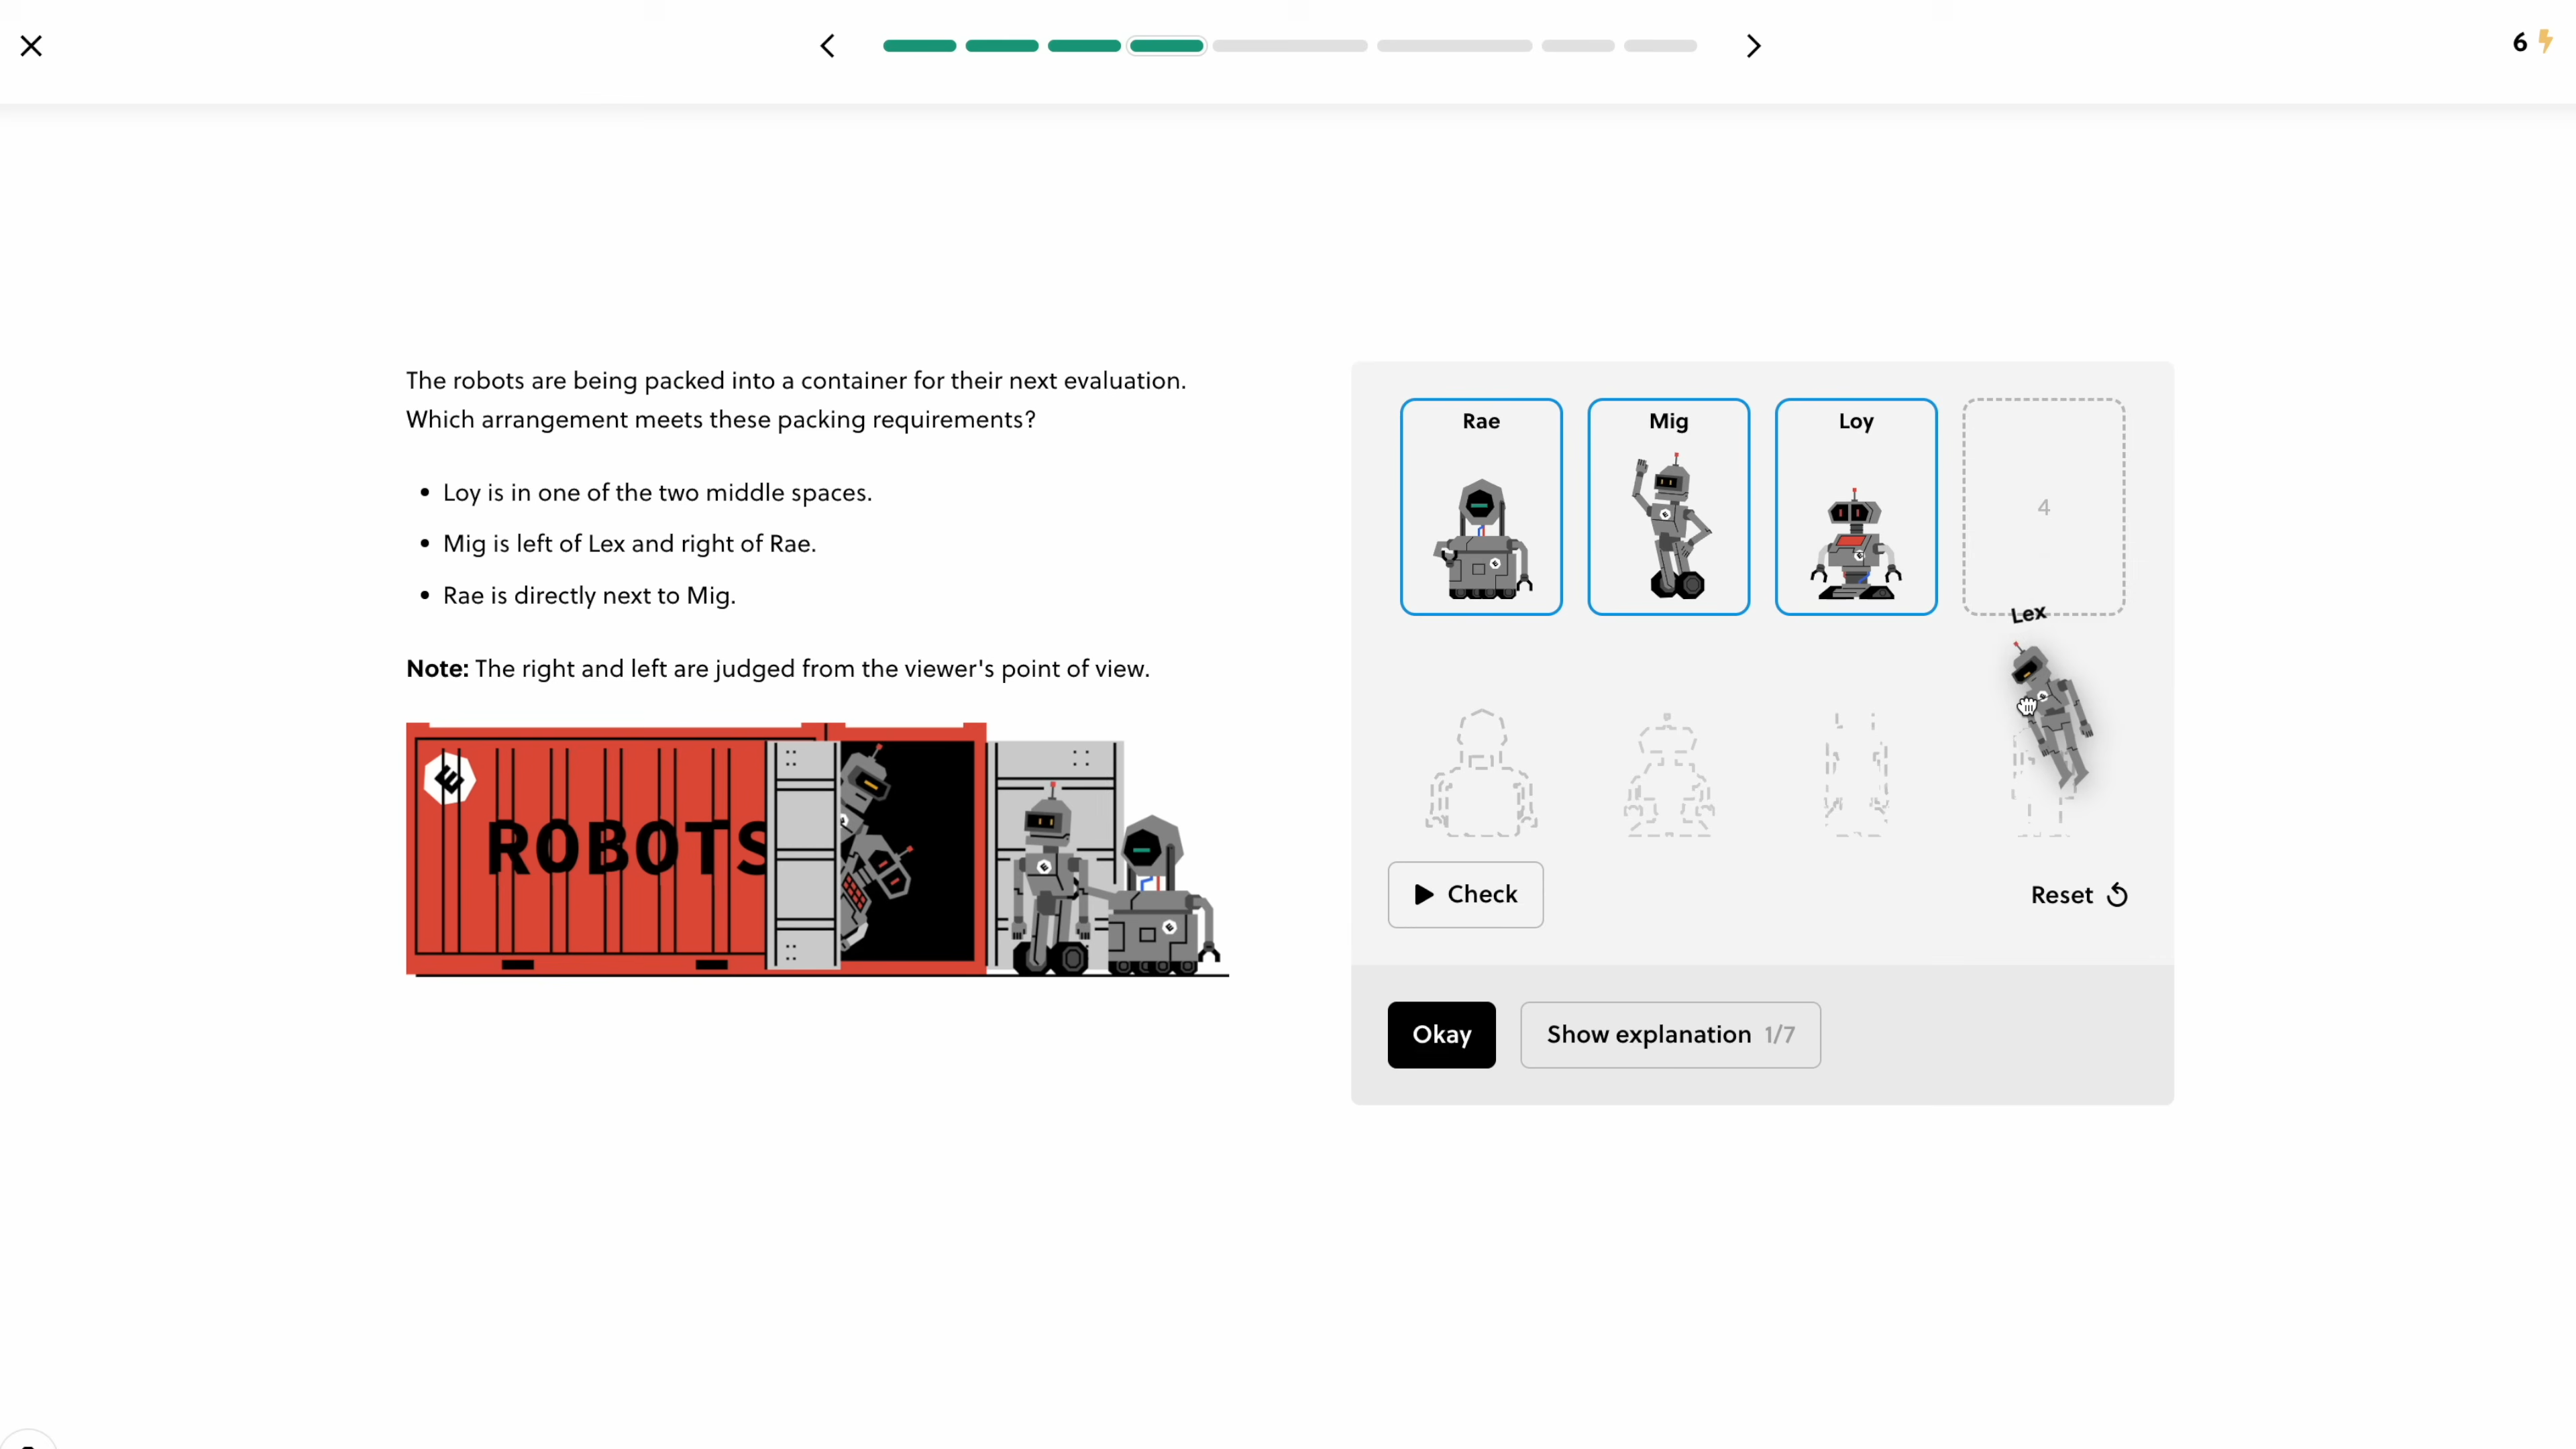 6
The robots are being packed into a container for their next evaluation.
Which arrangement meets these packing requirements?
• Loy is in one of the two middle spaces.
• Mig is left of Lex and right of Rae.
• Rae is directly next to Mig.
Note: The right and left are judged from the viewer's point of view.
ROBOTS
Rae
Mig
Loy
4
Lex
Check
Reset
Okay
Show explanation 1/7